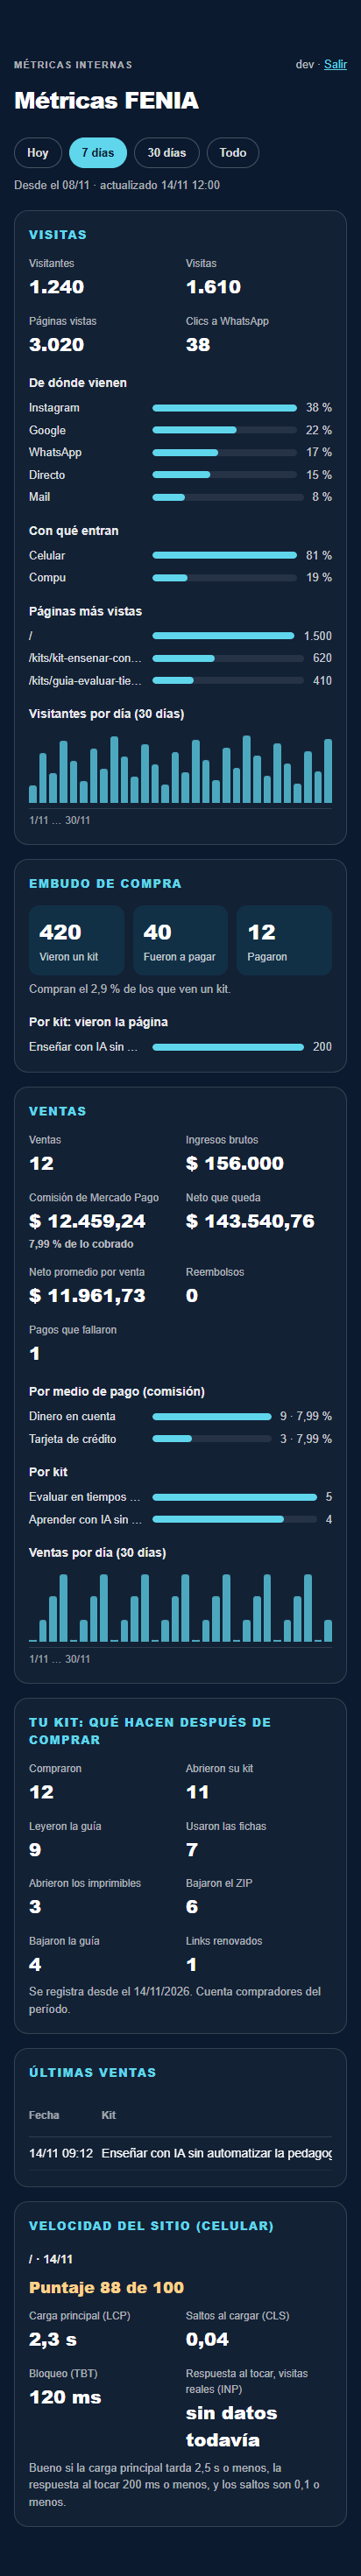 MÉTRICAS INTERNAS
dev · Salir
Métricas FENIA
Hoy 7 días 30 días Todo
Desde el 08/11 · actualizado 14/11 12:00
VISITAS
Visitantes Visitas
1.240 1.610
Páginas vistas Clics a WhatsApp
3.020 38
De dónde vienen
Instagram 38 %
Google 22 %
WhatsApp 17 %
Directo 15 %
Mail 8 %
Con qué entran
Celular 81 %
Compu 19 %
Páginas más vistas
/ 1.500
/kits/kit-ensenar-con... 620
/kits/guia-evaluar-tie... 410
Visitantes por día (30 días)
1/11 ... 30/11
EMBUDO DE COMPRA
420 40 12
Vieron un kit Fueron a pagar Pagaron
Compran el 2,9 % de los que ven un kit.
Por kit: vieron la página
Enseñar con IA sin ... 200
VENTAS
Ventas Ingresos brutos
12 $ 156.000
Comisión de Mercado Pago Neto que queda
$ 12.459,24 $ 143.540,76
7,99 % de lo cobrado
Neto promedio por venta Reembolsos
$ 11.961,73 0
Pagos que fallaron
1
Por medio de pago (comisión)
Dinero en cuenta 9 · 7,99 %
Tarjeta de crédito 3 · 7,99 %
Por kit
Evaluar en tiempos ... 5
Aprender con IA sin ... 4
Ventas por día (30 días)
1/11 ... 30/11
TU KIT: QUÉ HACEN DESPUÉS DE
COMPRAR
Compraron Abrieron su kit
12 11
Leyeron la guía Usaron las fichas
9 7
Abrieron los imprimibles Bajaron el ZIP
3 6
Bajaron la guía Links renovados
4 1
Se registra desde el 14/11/2026. Cuenta compradores del
período.
ÚLTIMAS VENTAS
Fecha Kit
14/11 09:12 Enseñar con IA sin automatizar la pedagog
VELOCIDAD DEL SITIO (CELULAR)
/ · 14/11
Puntaje 88 de 100
Carga principal (LCP) Saltos al cargar (CLS)
2,3 s 0,04
Bloqueo (TBT) Respuesta al tocar, visitas
reales (INP)
120 ms sin datos
todavía
Bueno si la carga principal tarda 2,5 s o menos, la
respuesta al tocar 200 ms o menos, y los saltos son 0,1 o
menos.